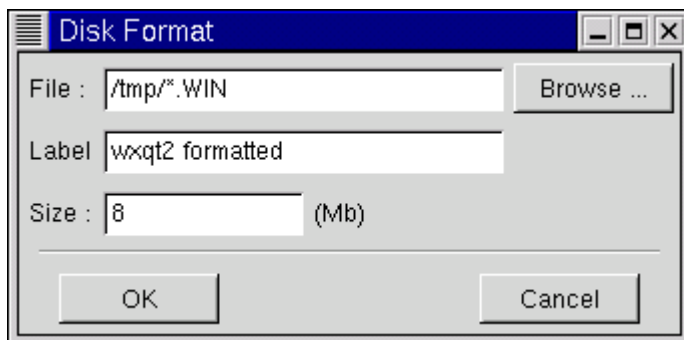 Disk Format
File : /tmp/*.WIN Browse ...
Label wxqt2 formatted
Size : 8 (Mb)
OK Cancel